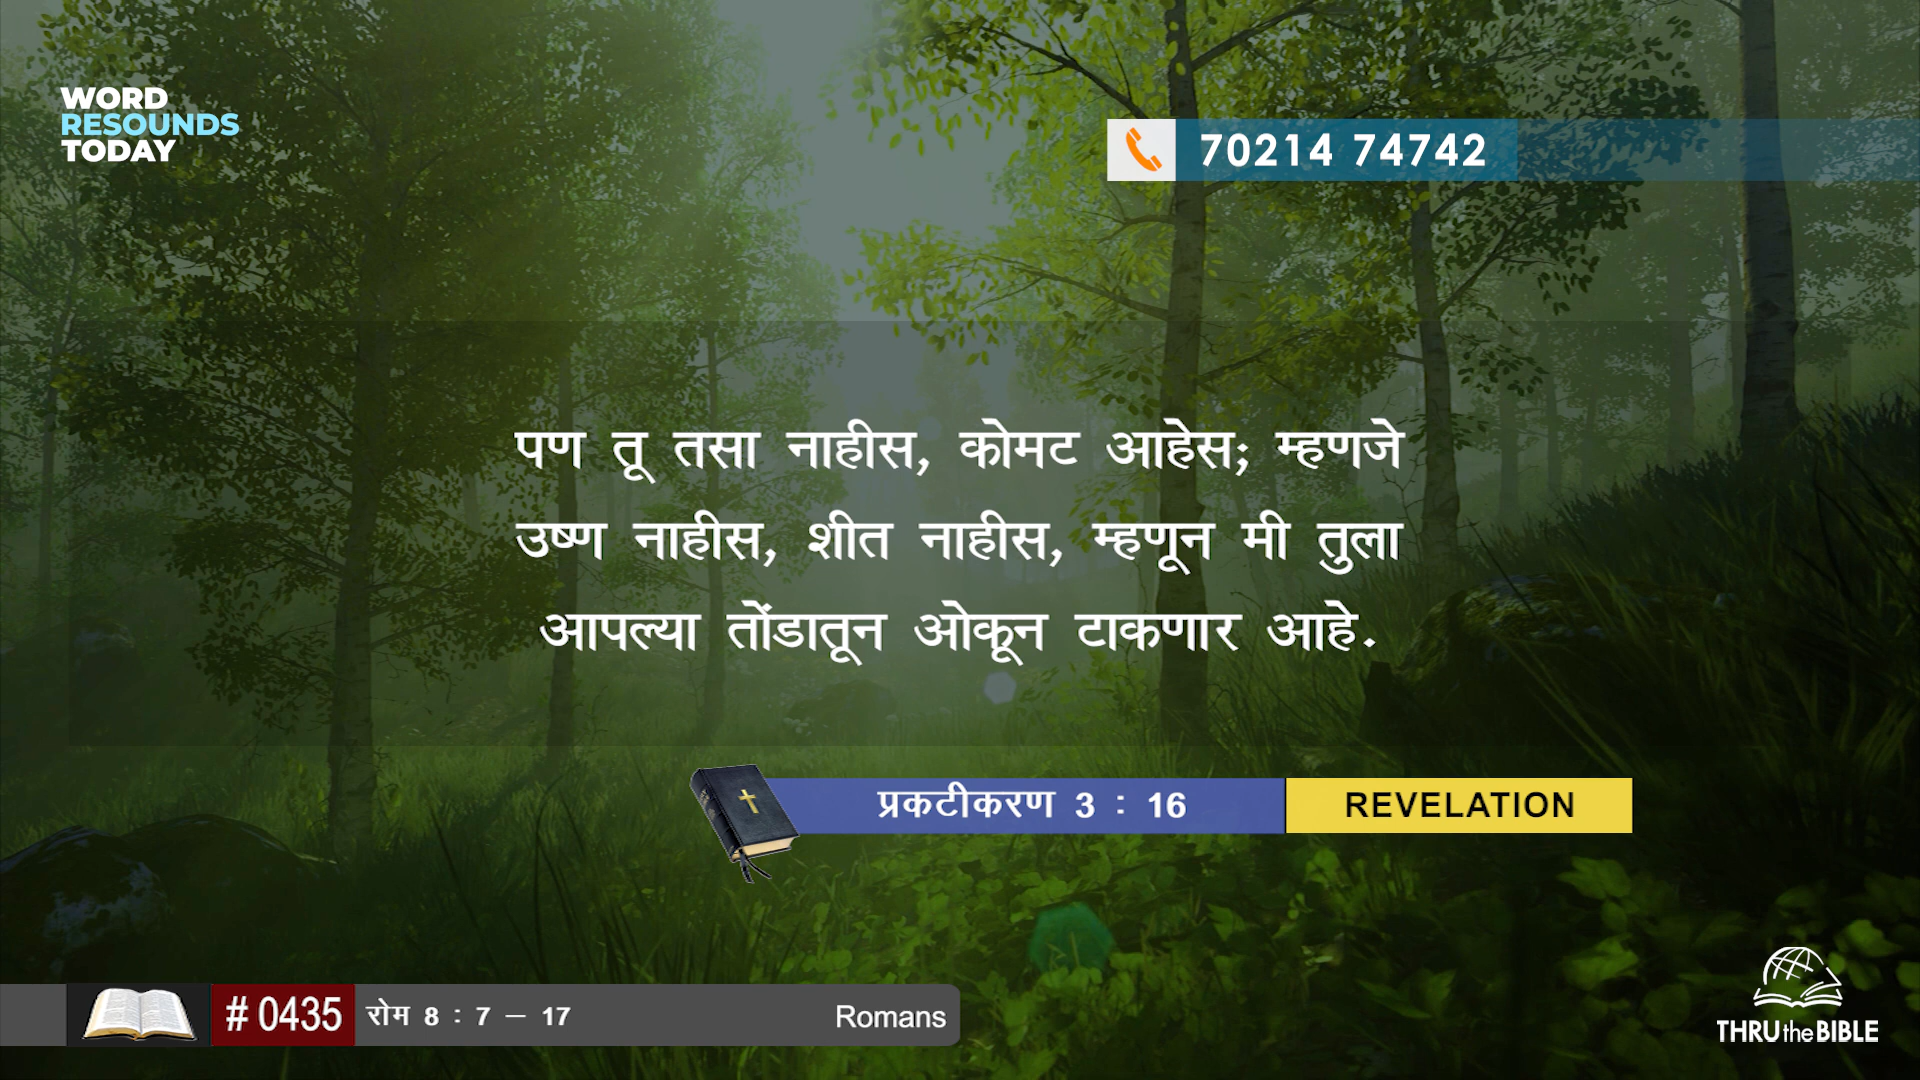 WORD
RESOUNDS
TODAY
70214 74742
पण तू तसा नाहीस, कोमट आहेस; म्हणजे
उष्ण नाहीस, शीत नाहीस, म्हणून मी तुला
आपल्या तोंडातून ओकून टाकणार आहे.
प्रकटीकरण 3 : 16 REVELATION
# 0435 रोम 8 : 7 – 17 Romans
THRU the BIBLE